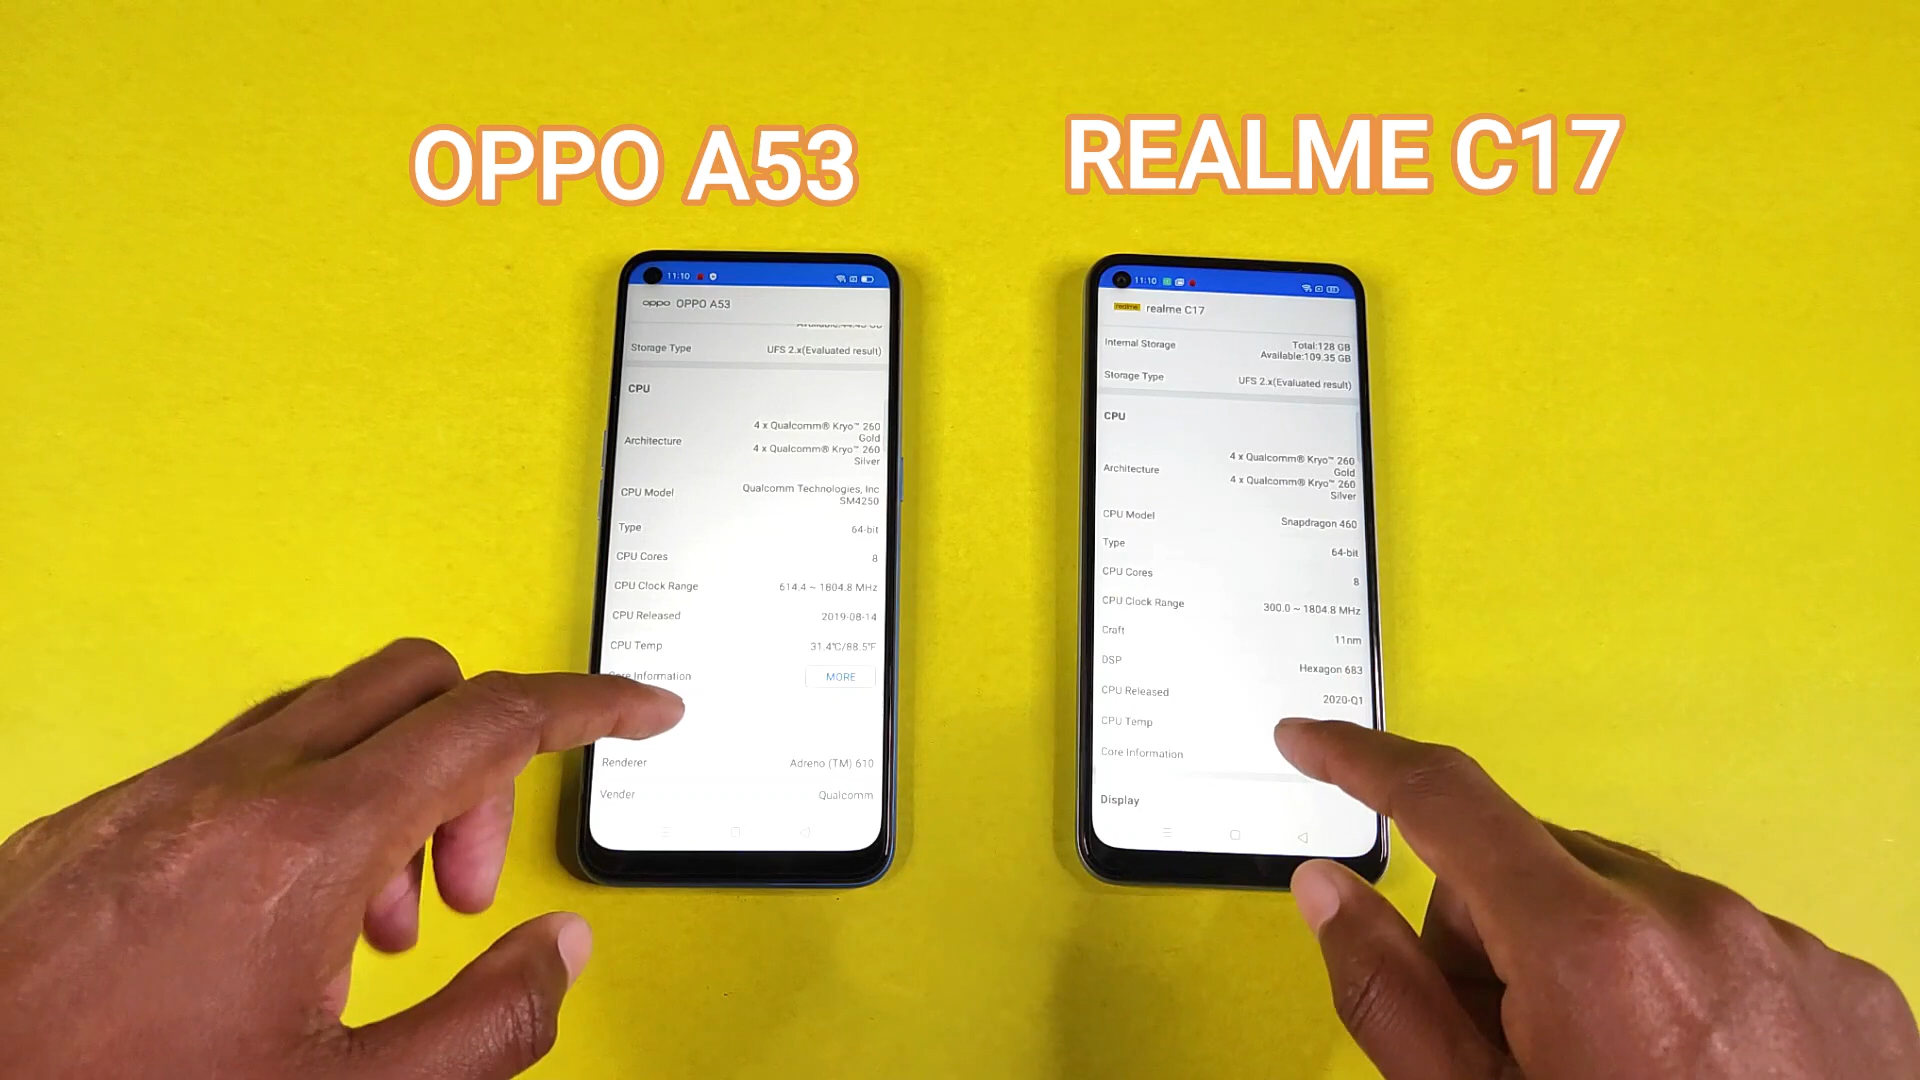 OPPO A53
REALME C17
11:10
oppo OPPO A53
Storage Type UFS 2.x(Evaluated result)
CPU
Architecture 4 x Qualcomm® Kryo™ 260
Gold
4 x Qualcomm® Kryo™ 260
Silver
CPU Model Qualcomm Technologies, Inc
SM4250
Type 64-bit
CPU Cores 8
CPU Clock Range 614.4 ~ 1804.8 MHz
CPU Released 2019-08-14
CPU Temp 31.4℃/88.5℉
Core Information MORE
Renderer Adreno (TM) 610
Vender Qualcomm
11:10
realme realme C17
Internal Storage Total:128 GB
Available:109.35 GB
Storage Type UFS 2.x(Evaluated result)
CPU
Architecture 4 x Qualcomm® Kryo™ 260
Gold
4 x Qualcomm® Kryo™ 260
Silver
CPU Model Snapdragon 460
Type 64-bit
CPU Cores 8
CPU Clock Range 300.0 ~ 1804.8 MHz
Craft 11nm
DSP Hexagon 683
CPU Released 2020-Q1
CPU Temp
Core Information
Display